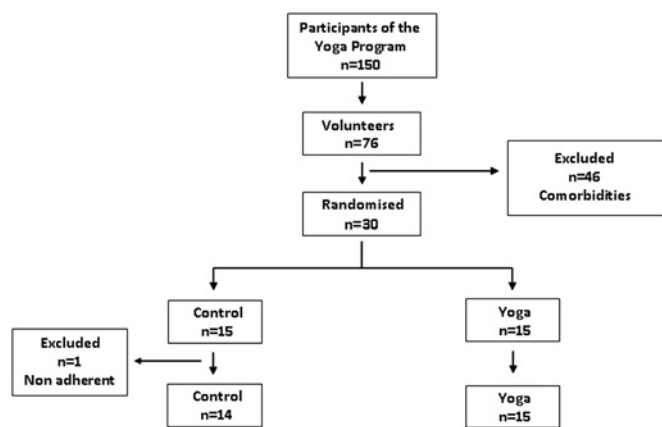 Participants of the
Yoga Program
n=150
Volunteers
n=76
Excluded
n=46
Comorbidities
Randomised
n=30
Control
n=15
Yoga
n=15
Excluded
n=1
Non adherent
Control
n=14
Yoga
n=15